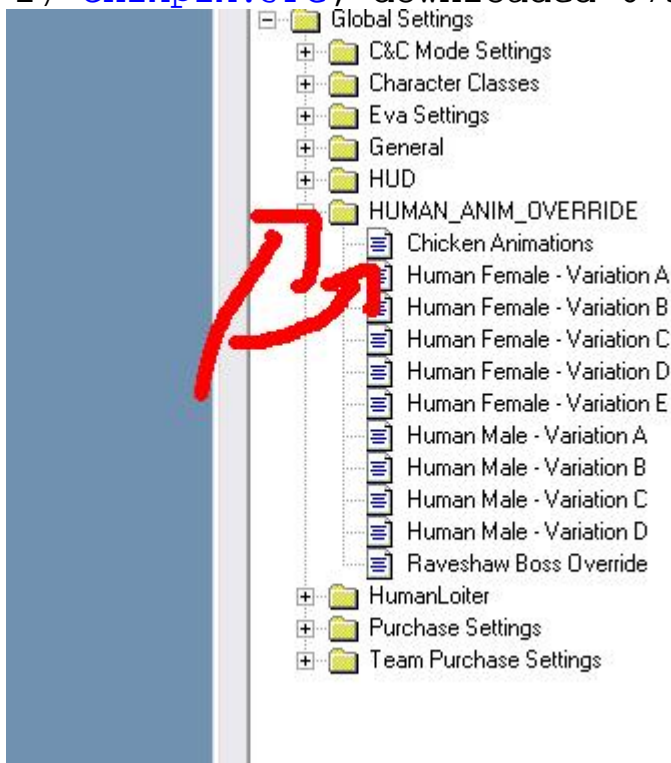 Global Settings
C&C Mode Settings
Character Classes
Eva Settings
General
HUD
HUMAN_ANIM_OVERRIDE
Chicken Animations
Human Female - Variation A
Human Female - Variation B
Human Female - Variation C
Human Female - Variation D
Human Female - Variation E
Human Male - Variation A
Human Male - Variation B
Human Male - Variation C
Human Male - Variation D
Raveshaw Boss Override
HumanLoiter
Purchase Settings
Team Purchase Settings